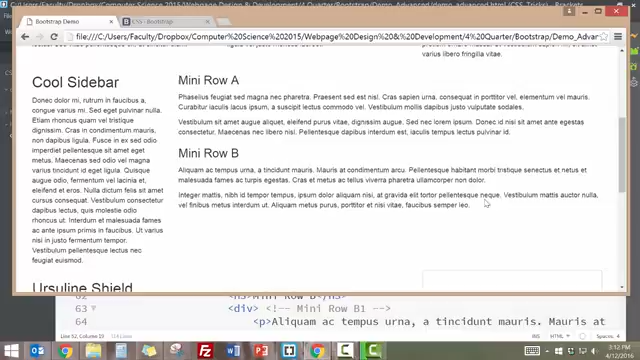 Bootstrap Demo
CSS · Bootstrap
file:///C:/Users/Faculty/Dropbox/Computer%20Science%202015/Webpage%20Design%20&%20Development/4%20Quarter/Bootstrap/Demo_Adva
libero fringilla.
Cool Sidebar
Donec dolor mi, rutrum in faucibus a,
congue varius mi. Sed eget pulvinar nulla.
Etiam rhoncus quam vel tristique
dignissim. Cras in condimentum mauris,
non dapibus ligula. Fusce in ex sed odio
imperdiet aliquam sit amet eget metus.
Maecenas sed odio vel magna varius
tincidunt id eget ligula. Quisque
augue diam, fermentum vel lacinia et,
eleifend et eros. Nulla dictum felis sit amet
cursus consequat. Vestibulum consectetur
dapibus lectus, quis molestie odio
rhoncus ut. Vestibulum ante
ipsum primis in faucibus. Ut varius
nisi in justo fermentum tempor.
Vestibulum pellentesque lectus nec
feugiat euismod.
Ursuline Shield
Mini Row A
Phasellus feugiat sed magna nec pharetra. Praesent sed est nisl. Cras sapien urna, consequat in porttitor vel, elementum vel mauris.
Curabitur iaculis lacus ipsum, a suscipit lectus commodo vel. Vestibulum mollis dapibus justo vulputate sodales.
Vestibulum sit amet augue aliquet, eleifend purus vitae, dignissim augue. Sed nec lorem ipsum. Donec id nisi sit amet ante egestas
consectetur. Maecenas nec libero nisl. Pellentesque dapibus interdum est, iaculis tempus lectus pulvinar id.
Mini Row B
Aliquam ac tempus urna, a tincidunt mauris. Mauris at condimentum arcu. Pellentesque habitant morbi tristique senectus et netus et
malesuada fames ac turpis egestas. Cras et metus ac tellus viverra pharetra ullamcorper non dolor.
Integer mattis, nibh id tempor tempus, ipsum dolor aliquam nisi, at gravida elit tortor pellentesque neque. Vestibulum mattis auctor nulla,
vel finibus metus interdum ut. Aliquam metus purus, porttitor et nisi vitae, faucibus semper leo.
63 <div> <!-- Mini Row B1 -->
64 <p>Aliquam ac tempus urna, a tincidunt mauris. Mauris at
Line 52, Column 19
INS
HTML
3:12 PM
4/12/2016